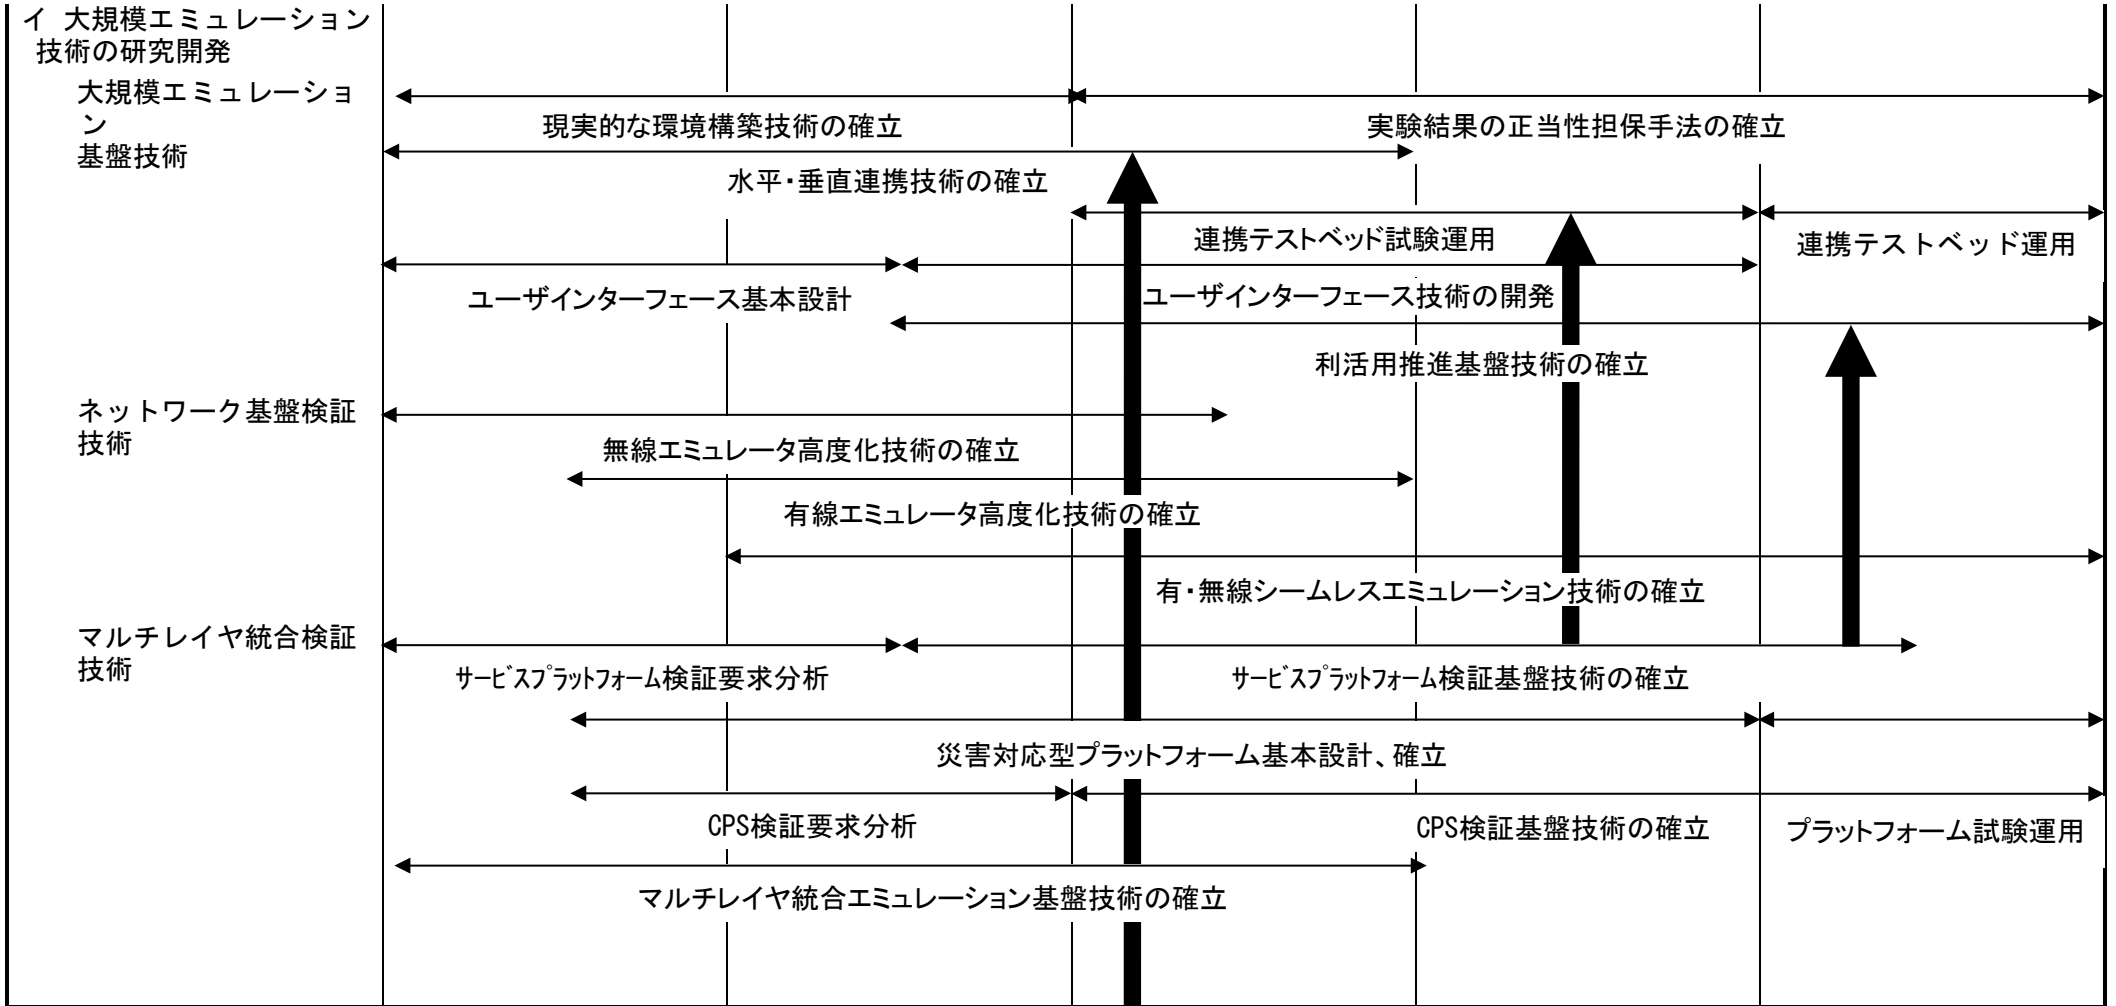 イ 大規模エミュレーション
技術の研究開発
大規模エミュレーショ
ン
基盤技術
現実的な環境構築技術の確立
実験結果の正当性担保手法の確立
水平・垂直連携技術の確立
連携テストベッド試験運用
連携テストベッド運用
ユーザインターフェース基本設計
ユーザインターフェース技術の開発
利活用推進基盤技術の確立
ネットワーク基盤検証
技術
無線エミュレータ高度化技術の確立
有線エミュレータ高度化技術の確立
有・無線シームレスエミュレーション技術の確立
マルチレイヤ統合検証
技術
ｻｰﾋﾞｽﾌﾟﾗｯﾄﾌｫｰﾑ検証要求分析
ｻｰﾋﾞｽﾌﾟﾗｯﾄﾌｫｰﾑ検証基盤技術の確立
災害対応型プラットフォーム基本設計、確立
CPS検証要求分析
CPS検証基盤技術の確立
プラットフォーム試験運用
マルチレイヤ統合エミュレーション基盤技術の確立